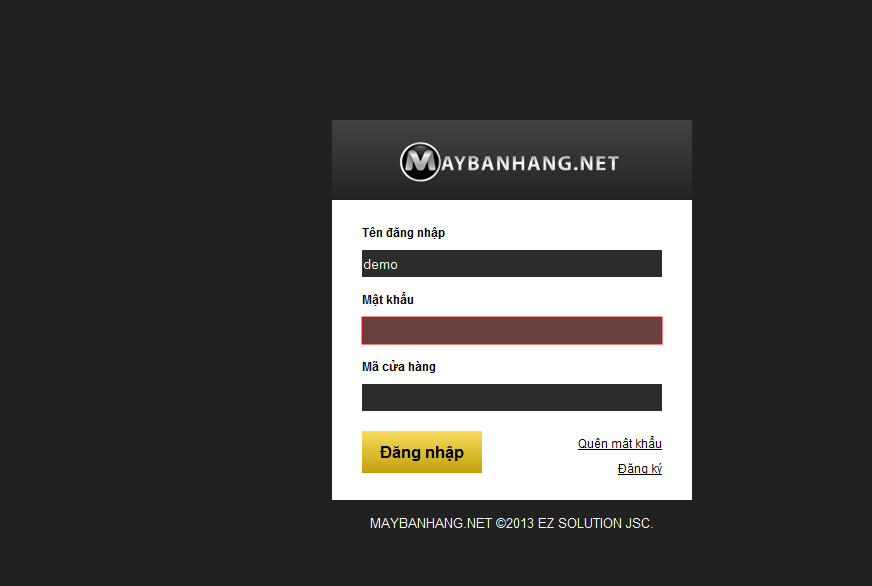 MAYBANHANG.NET
Tên đăng nhập
demo
Mật khẩu
Mã cửa hàng
Đăng nhập
Quên mật khẩu
Đăng ký
MAYBANHANG.NET ©2013 EZ SOLUTION JSC.